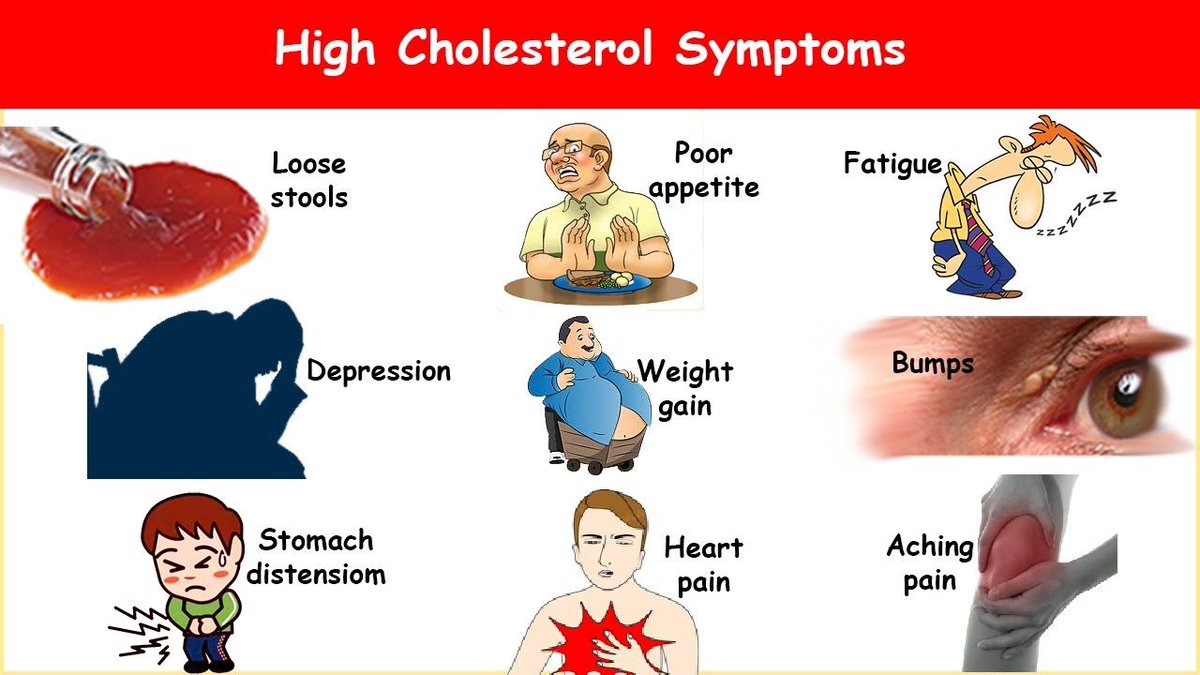 High Cholesterol Symptoms
Loose
stools
Poor
appetite
Fatigue
zzzzzzz
Depression
Weight
gain
Bumps
Stomach
distensiom
Heart
pain
Aching
pain